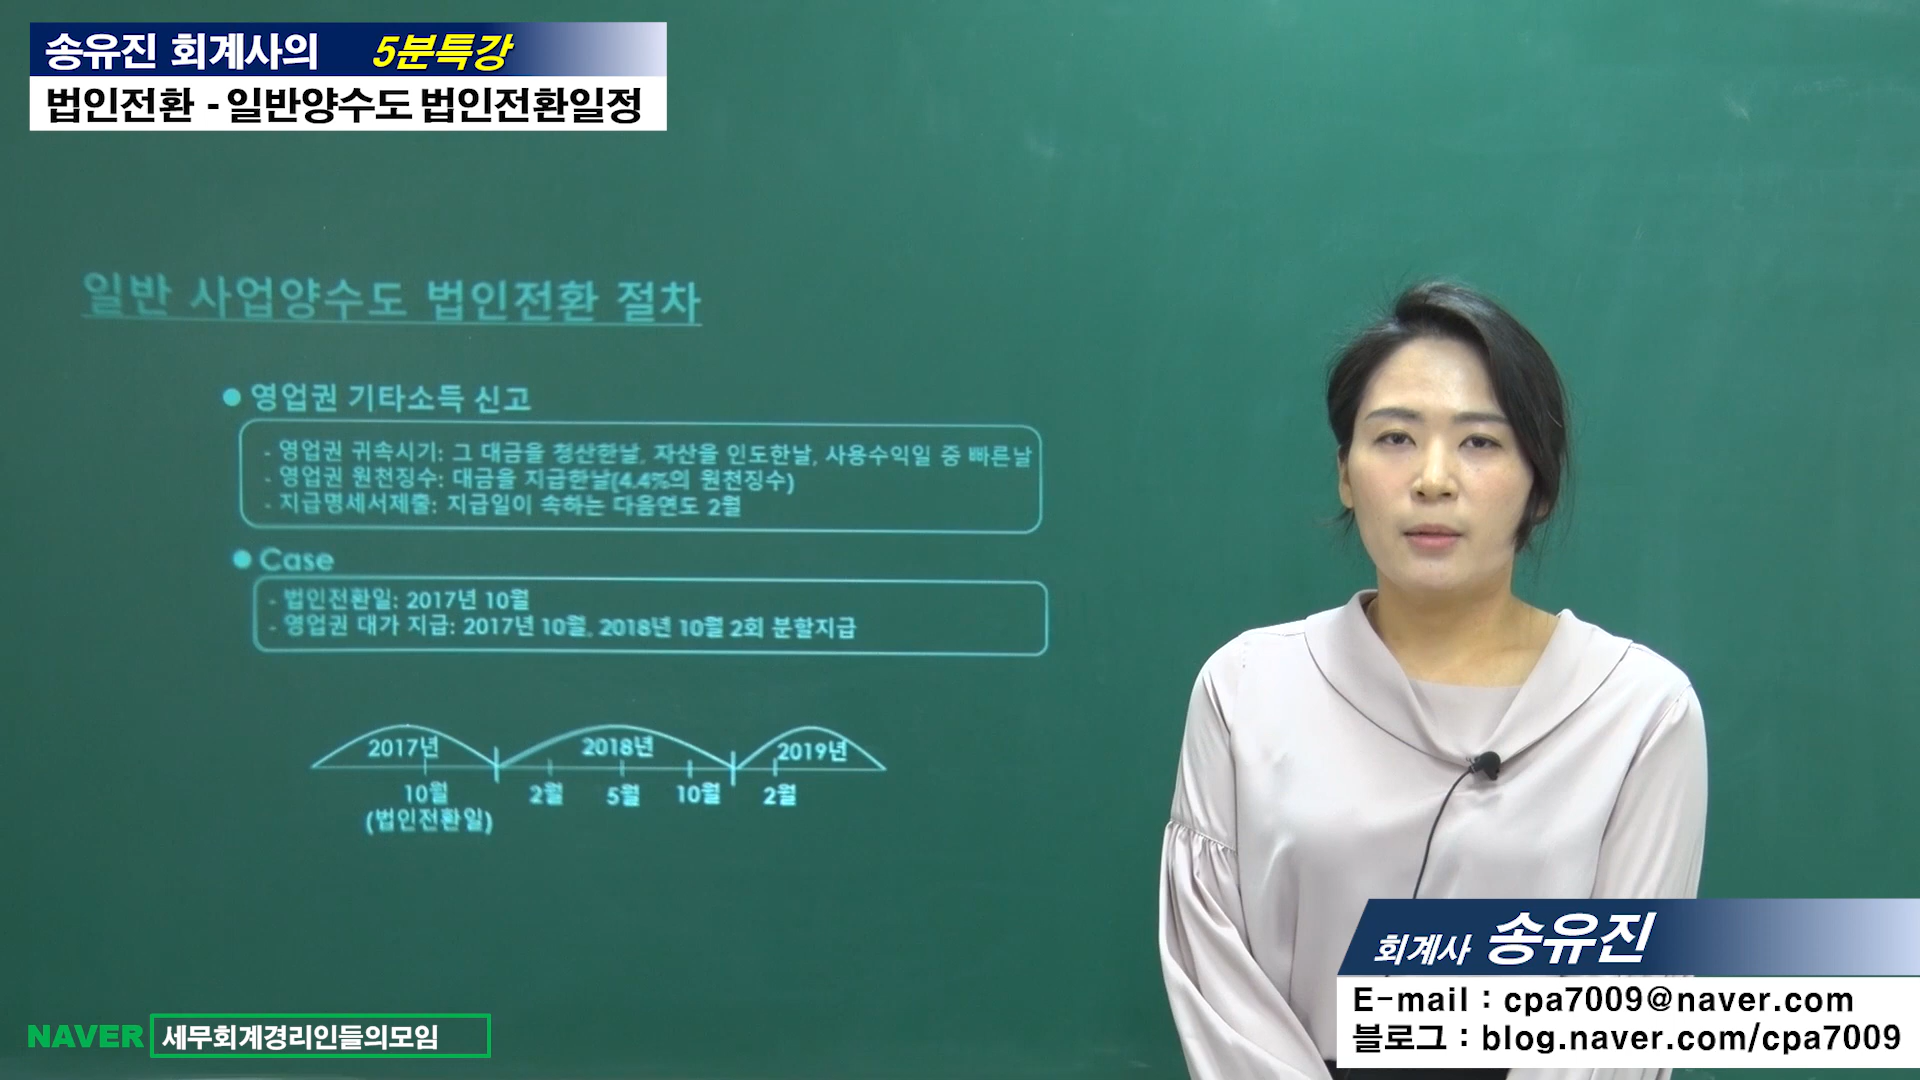 송유진 회계사의 5분특강
법인전환 - 일반양수도 법인전환일정
일반 사업양수도 법인전환 절차
● 영업권 기타소득 신고
- 영업권 귀속시기: 그 대금을 청산한날, 자산을 인도한날, 사용수익일 중 빠른날
- 영업권 원천징수: 대금을 지급한날(4.4%의 원천징수)
- 지급명세서제출: 지급일이 속하는 다음연도 2월
● Case
- 법인전환일: 2017년 10월
- 영업권 대가 지급: 2017년 10월, 2018년 10월 2회 분할지급
2017년 2018년 2019년
10월 2월 5월 10월 2월
(법인전환일)
회계사 송유진
E-mail : cpa7009@naver.com
블로그 : blog.naver.com/cpa7009
NAVER 세무회계경리인들의모임